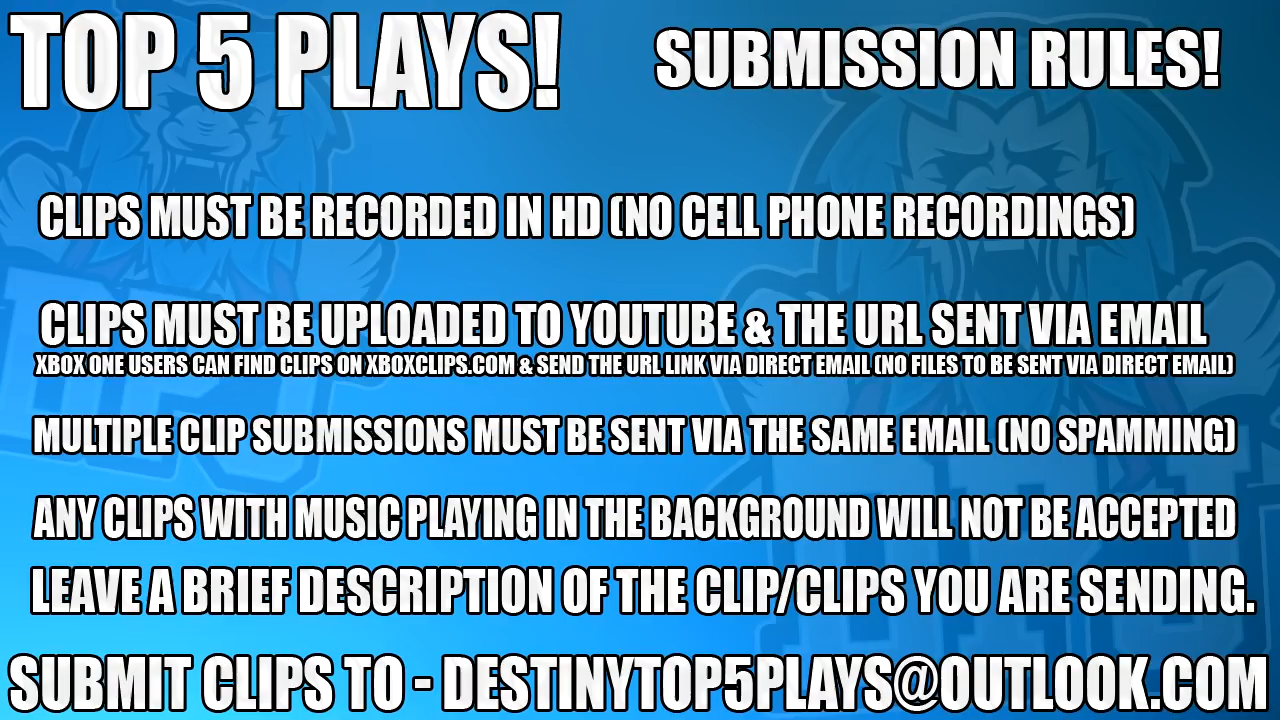 TOP 5 PLAYS!
SUBMISSION RULES!
CLIPS MUST BE RECORDED IN HD (NO CELL PHONE RECORDINGS)
CLIPS MUST BE UPLOADED TO YOUTUBE & THE URL SENT VIA EMAIL
XBOX ONE USERS CAN FIND CLIPS ON XBOXCLIPS.COM & SEND THE URL LINK VIA DIRECT EMAIL (NO FILES TO BE SENT VIA DIRECT EMAIL)
MULTIPLE CLIP SUBMISSIONS MUST BE SENT VIA THE SAME EMAIL (NO SPAMMING)
ANY CLIPS WITH MUSIC PLAYING IN THE BACKGROUND WILL NOT BE ACCEPTED
LEAVE A BRIEF DESCRIPTION OF THE CLIP/CLIPS YOU ARE SENDING.
SUBMIT CLIPS TO - DESTINYTOP5PLAYS@OUTLOOK.COM